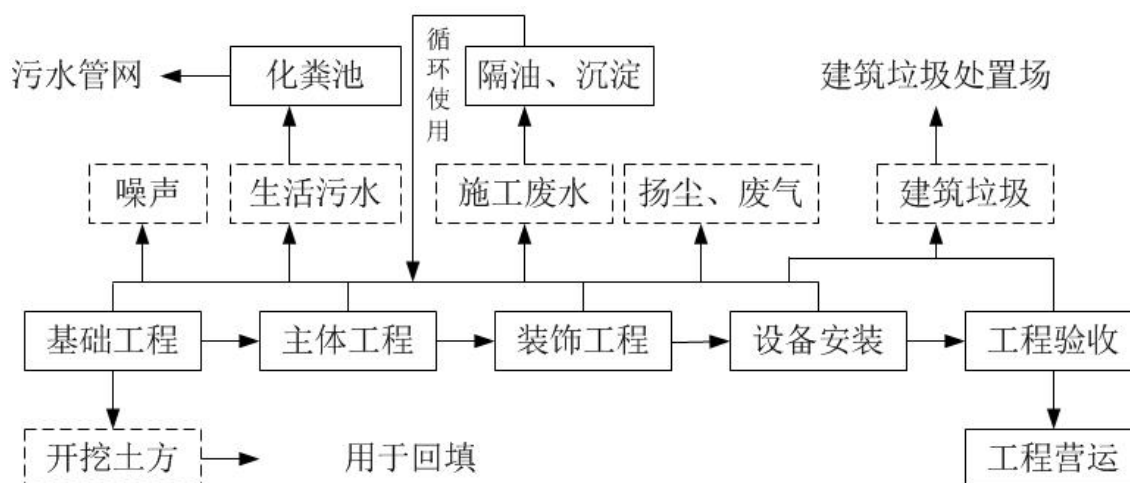 循环使用
污水管网
化粪池
隔油、沉淀
建筑垃圾处置场
噪声
生活污水
施工废水
扬尘、废气
建筑垃圾
基础工程
主体工程
装饰工程
设备安装
工程验收
开挖土方
用于回填
工程营运